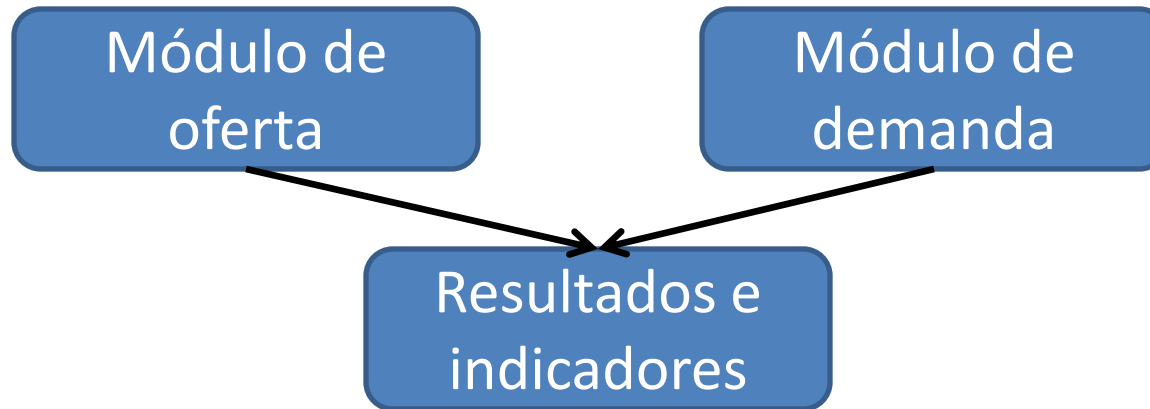 Módulo de
oferta
Módulo de
demanda
Resultados e
indicadores